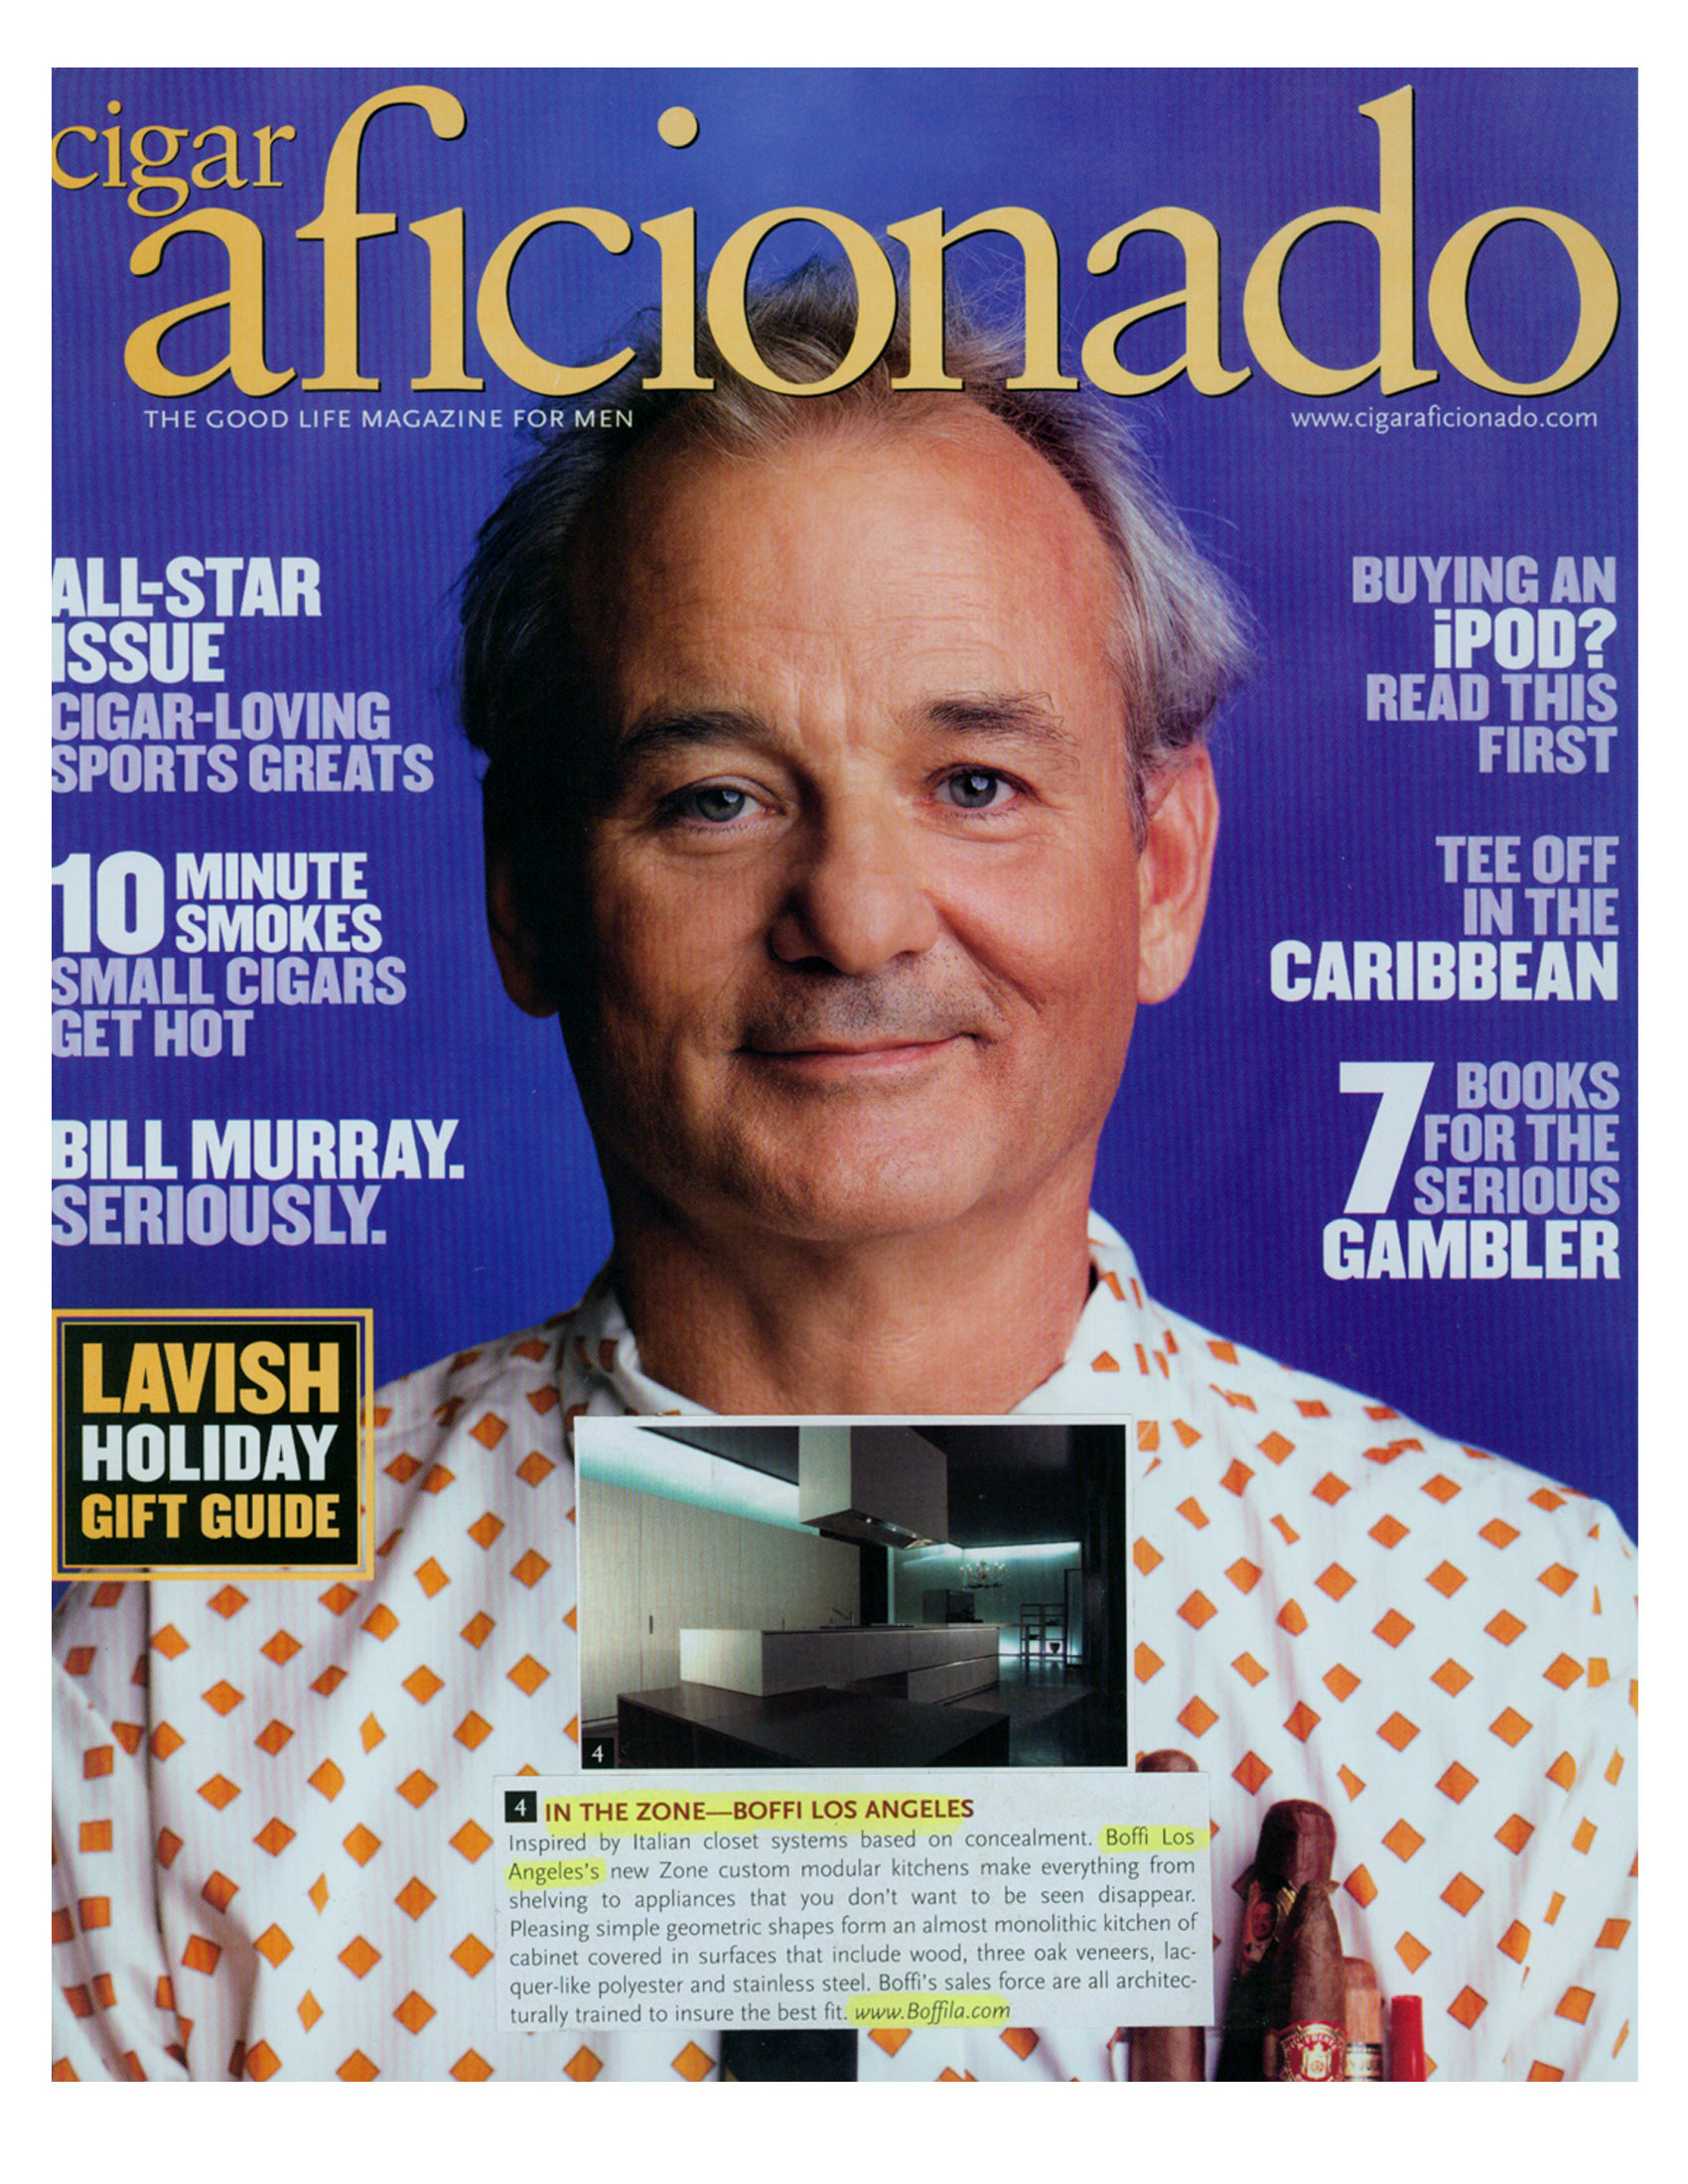 cigar
aficionado
THE GOOD LIFE MAGAZINE FOR MEN
www.cigaraficionado.com
ALL-STAR
ISSUE
CIGAR-LOVING
SPORTS GREATS
10 MINUTE
SMOKES
SMALL CIGARS
GET HOT
BILL MURRAY.
SERIOUSLY.
LAVISH
HOLIDAY
GIFT GUIDE
BUYING AN
iPOD?
READ THIS
FIRST
TEE OFF
IN THE
CARIBBEAN
7 BOOKS
FOR THE
SERIOUS
GAMBLER
4
4 IN THE ZONE—BOFFI LOS ANGELES
Inspired by Italian closet systems based on concealment. Boffi Los
Angeles's new Zone custom modular kitchens make everything from
shelving to appliances that you don't want to be seen disappear.
Pleasing simple geometric shapes form an almost monolithic kitchen of
cabinet covered in surfaces that include wood, three oak veneers, lac-
quer-like polyester and stainless steel. Boffi's sales force are all architec-
turally trained to insure the best fit. www.Boffila.com